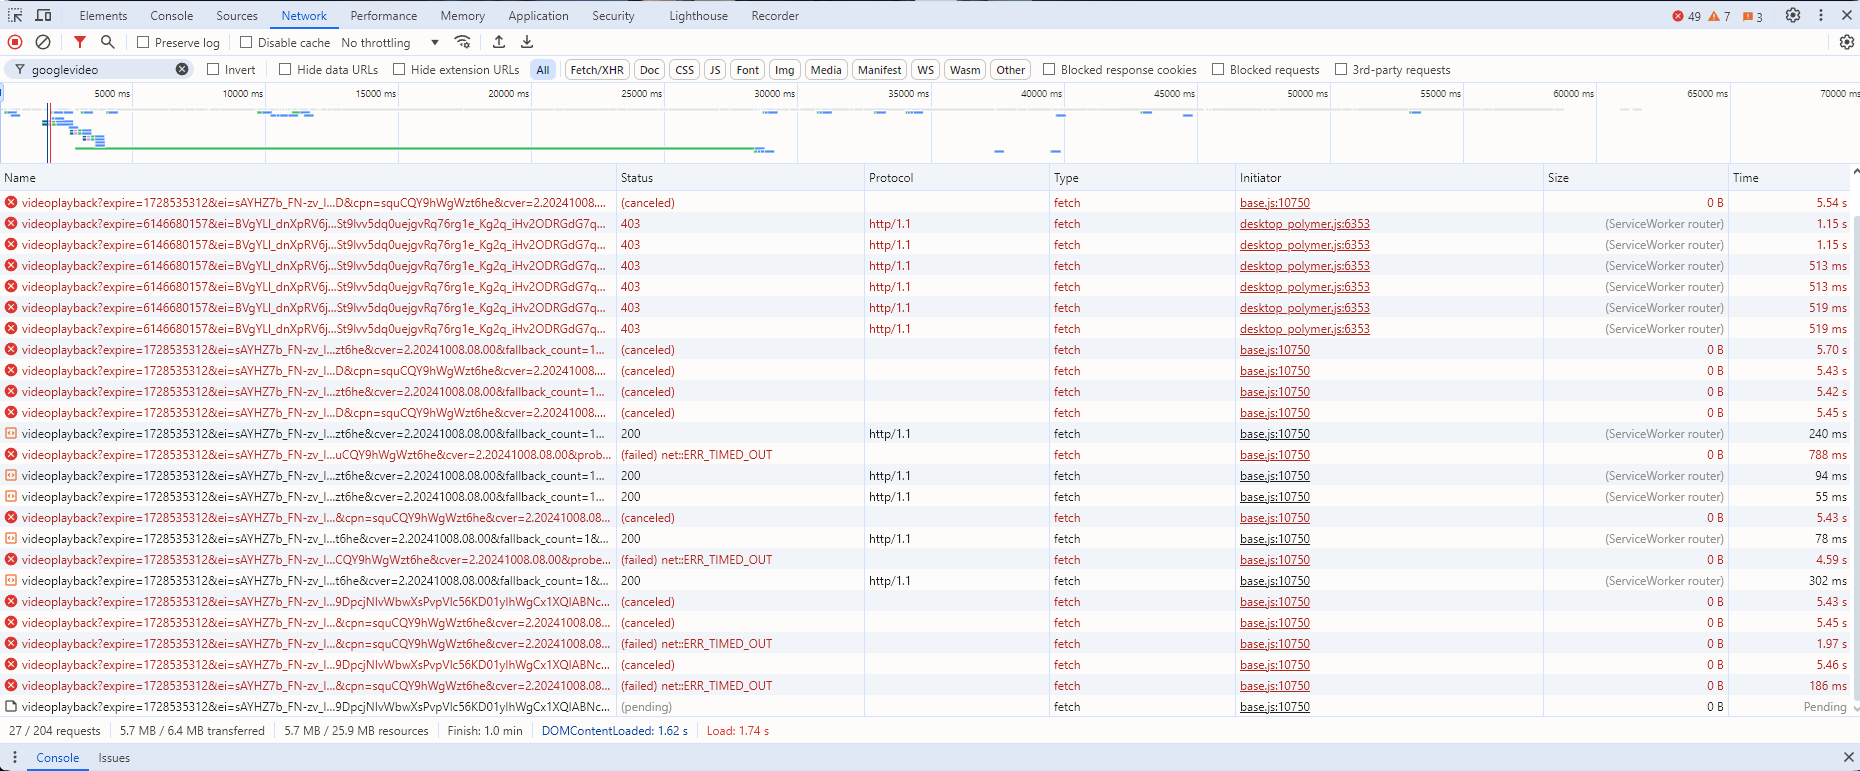 Elements Console Sources Network Performance Memory Application Security Lighthouse Recorder 49 7 3
Preserve log Disable cache No throttling
googlevideo Invert Hide data URLs Hide extension URLs All Fetch/XHR Doc CSS JS Font Img Media Manifest WS Wasm Other Blocked response cookies Blocked requests 3rd-party requests
5000 ms 10000 ms 15000 ms 20000 ms 25000 ms 30000 ms 35000 ms 40000 ms 45000 ms 50000 ms 55000 ms 60000 ms 65000 ms 70000 ms
Name Status Protocol Type Initiator Size Time
videoplayback?expire=1728535312&ei=sAYHZ7b_FN-zv_I...D&cpn=squCQY9hWgWzt6he&cver=2.20241008.... (canceled) fetch base.js:10750 0 B 5.54 s
videoplayback?expire=6146680157&ei=BVgYLI_dnXpRV6j...St9lvv5dq0uejgvRq76rg1e_Kg2q_iHv2ODRGdG7q... 403 http/1.1 fetch desktop_polymer.js:6353 (ServiceWorker router) 1.15 s
videoplayback?expire=6146680157&ei=BVgYLI_dnXpRV6j...St9lvv5dq0uejgvRq76rg1e_Kg2q_iHv2ODRGdG7q... 403 http/1.1 fetch desktop_polymer.js:6353 (ServiceWorker router) 1.15 s
videoplayback?expire=6146680157&ei=BVgYLI_dnXpRV6j...St9lvv5dq0uejgvRq76rg1e_Kg2q_iHv2ODRGdG7q... 403 http/1.1 fetch desktop_polymer.js:6353 (ServiceWorker router) 513 ms
videoplayback?expire=6146680157&ei=BVgYLI_dnXpRV6j...St9lvv5dq0uejgvRq76rg1e_Kg2q_iHv2ODRGdG7q... 403 http/1.1 fetch desktop_polymer.js:6353 (ServiceWorker router) 513 ms
videoplayback?expire=6146680157&ei=BVgYLI_dnXpRV6j...St9lvv5dq0uejgvRq76rg1e_Kg2q_iHv2ODRGdG7q... 403 http/1.1 fetch desktop_polymer.js:6353 (ServiceWorker router) 519 ms
videoplayback?expire=6146680157&ei=BVgYLI_dnXpRV6j...St9lvv5dq0uejgvRq76rg1e_Kg2q_iHv2ODRGdG7q... 403 http/1.1 fetch desktop_polymer.js:6353 (ServiceWorker router) 519 ms
videoplayback?expire=1728535312&ei=sAYHZ7b_FN-zv_I...zt6he&cver=2.20241008.08.00&fallback_count=1... (canceled) fetch base.js:10750 0 B 5.70 s
videoplayback?expire=1728535312&ei=sAYHZ7b_FN-zv_I...D&cpn=squCQY9hWgWzt6he&cver=2.20241008.... (canceled) fetch base.js:10750 0 B 5.43 s
videoplayback?expire=1728535312&ei=sAYHZ7b_FN-zv_I...zt6he&cver=2.20241008.08.00&fallback_count=1... (canceled) fetch base.js:10750 0 B 5.42 s
videoplayback?expire=1728535312&ei=sAYHZ7b_FN-zv_I...D&cpn=squCQY9hWgWzt6he&cver=2.20241008.... (canceled) fetch base.js:10750 0 B 5.45 s
videoplayback?expire=1728535312&ei=sAYHZ7b_FN-zv_I...zt6he&cver=2.20241008.08.00&fallback_count=1... 200 http/1.1 fetch base.js:10750 (ServiceWorker router) 240 ms
videoplayback?expire=1728535312&ei=sAYHZ7b_FN-zv_I...uCQY9hWgWzt6he&cver=2.20241008.08.00&prob... (failed) net::ERR_TIMED_OUT fetch base.js:10750 0 B 788 ms
videoplayback?expire=1728535312&ei=sAYHZ7b_FN-zv_I...zt6he&cver=2.20241008.08.00&fallback_count=1... 200 http/1.1 fetch base.js:10750 (ServiceWorker router) 94 ms
videoplayback?expire=1728535312&ei=sAYHZ7b_FN-zv_I...zt6he&cver=2.20241008.08.00&fallback_count=1... 200 http/1.1 fetch base.js:10750 (ServiceWorker router) 55 ms
videoplayback?expire=1728535312&ei=sAYHZ7b_FN-zv_I...&cpn=squCQY9hWgWzt6he&cver=2.20241008.08... (canceled) fetch base.js:10750 0 B 5.43 s
videoplayback?expire=1728535312&ei=sAYHZ7b_FN-zv_I...t6he&cver=2.20241008.08.00&fallback_count=1&... 200 http/1.1 fetch base.js:10750 (ServiceWorker router) 78 ms
videoplayback?expire=1728535312&ei=sAYHZ7b_FN-zv_I...CQY9hWgWzt6he&cver=2.20241008.08.00&probe... (failed) net::ERR_TIMED_OUT fetch base.js:10750 0 B 4.59 s
videoplayback?expire=1728535312&ei=sAYHZ7b_FN-zv_I...t6he&cver=2.20241008.08.00&fallback_count=1&... 200 http/1.1 fetch base.js:10750 (ServiceWorker router) 302 ms
videoplayback?expire=1728535312&ei=sAYHZ7b_FN-zv_I...9DpcjNlvWbwXsPvpVlc56KD01ylhWgCx1XQIABNc... (canceled) fetch base.js:10750 0 B 5.43 s
videoplayback?expire=1728535312&ei=sAYHZ7b_FN-zv_I...&cpn=squCQY9hWgWzt6he&cver=2.20241008.08... (canceled) fetch base.js:10750 0 B 5.45 s
videoplayback?expire=1728535312&ei=sAYHZ7b_FN-zv_I...&cpn=squCQY9hWgWzt6he&cver=2.20241008.08... (failed) net::ERR_TIMED_OUT fetch base.js:10750 0 B 1.97 s
videoplayback?expire=1728535312&ei=sAYHZ7b_FN-zv_I...9DpcjNlvWbwXsPvpVlc56KD01ylhWgCx1XQIABNc... (canceled) fetch base.js:10750 0 B 5.46 s
videoplayback?expire=1728535312&ei=sAYHZ7b_FN-zv_I...&cpn=squCQY9hWgWzt6he&cver=2.20241008.08... (failed) net::ERR_TIMED_OUT fetch base.js:10750 0 B 186 ms
videoplayback?expire=1728535312&ei=sAYHZ7b_FN-zv_I...9DpcjNlvWbwXsPvpVlc56KD01ylhWgCx1XQIABNc... (pending) fetch base.js:10750 0 B Pending
27 / 204 requests 5.7 MB / 6.4 MB transferred 5.7 MB / 25.9 MB resources Finish: 1.0 min DOMContentLoaded: 1.62 s Load: 1.74 s
Console Issues